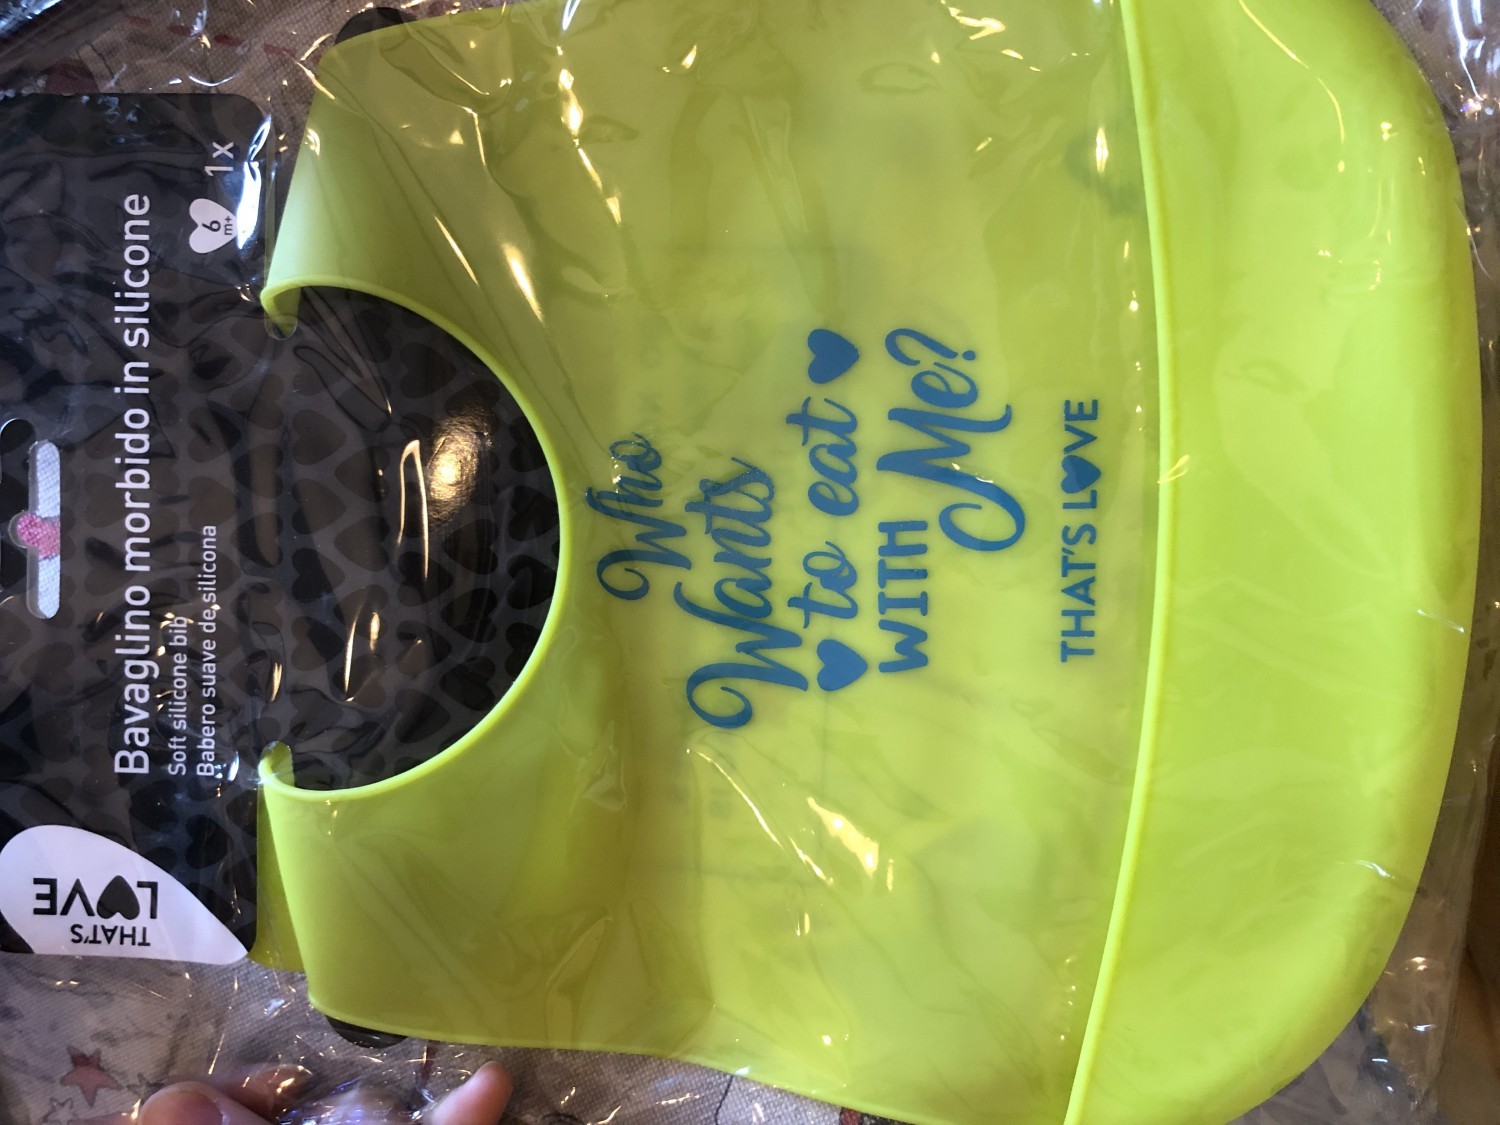 THAT'S
LOVE
Bavaglino morbido in silicone
Soft silicone bib
Babero suave de silicona
6
m+
1x
Who
Wants
to eat
WITH
Me?
THAT'S LOVE